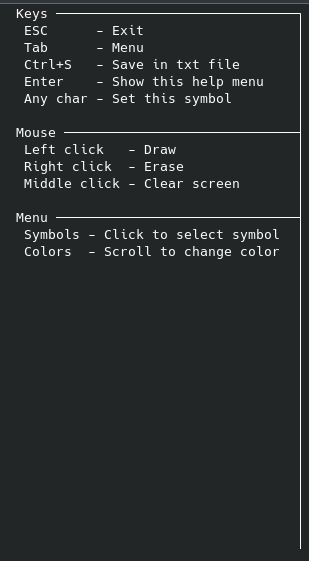 Keys
ESC – Exit
Tab – Menu
Ctrl+S – Save in txt file
Enter – Show this help menu
Any char – Set this symbol
Mouse
Left click – Draw
Right click – Erase
Middle click – Clear screen
Menu
Symbols – Click to select symbol
Colors – Scroll to change color